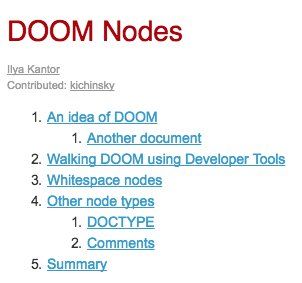 DOOM Nodes
Ilya Kantor
Contributed: kichinsky
1. An idea of DOOM
1. Another document
2. Walking DOOM using Developer Tools
3. Whitespace nodes
4. Other node types
1. DOCTYPE
2. Comments
5. Summary